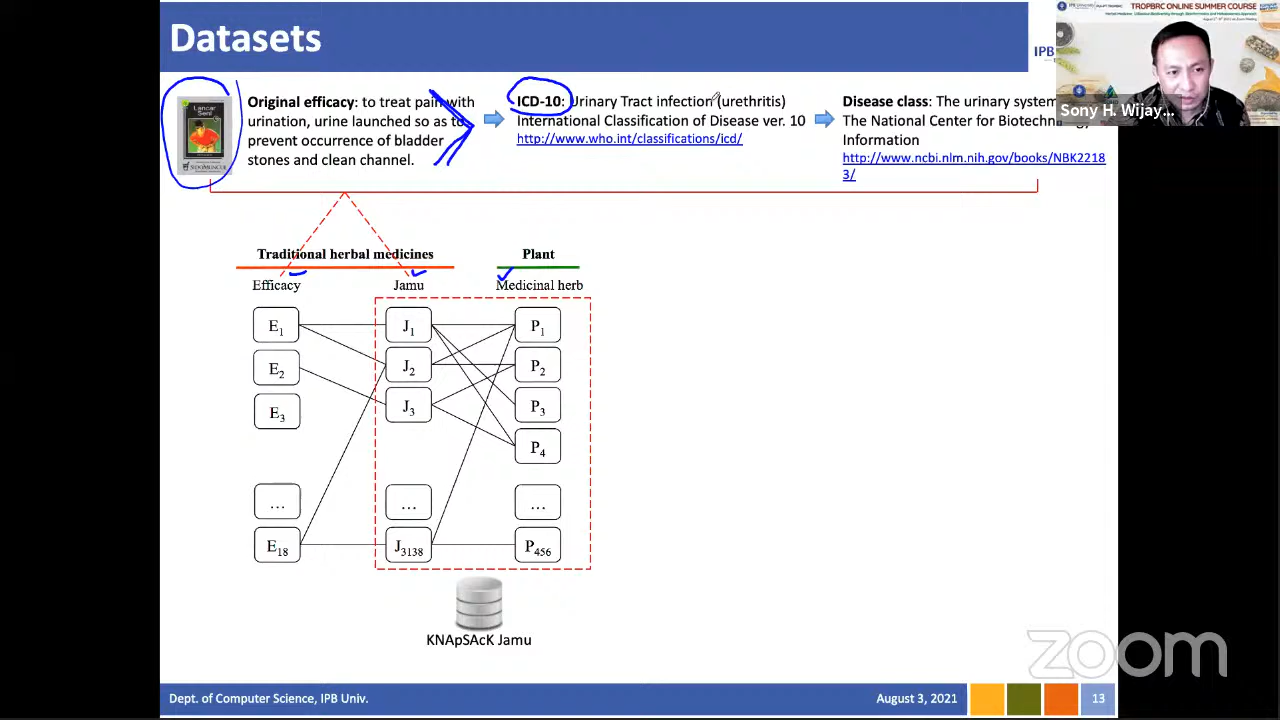 Datasets
IPB
IPB University
TROPBRC ONLINE SUMMER COURSE
Lancar
Seni
SIDOMUNCUL
Original efficacy: to treat pain with
urination, urine launched so as to
prevent occurrence of bladder
stones and clean channel.
ICD-10: Urinary Tract infection (urethritis)
International Classification of Disease ver. 10
http://www.who.int/classifications/icd/
Disease class: The urinary system
The National Center for Biotechnology
Information
http://www.ncbi.nlm.nih.gov/books/NBK2218
3/
Sony H. Wijay...
Traditional herbal medicines
Plant
Efficacy
Jamu
Medicinal herb
E1 J1 P1
E2 J2 P2
E3 J3 P3
P4
... ... ...
E18 J3138 P456
KNApSAcK Jamu
zoom
Dept. of Computer Science, IPB Univ.
August 3, 2021
13